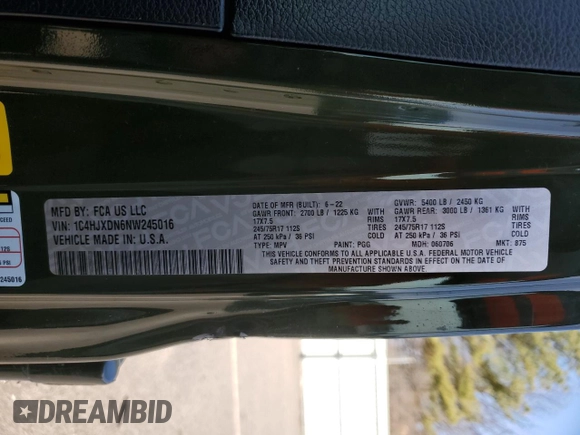 MFD BY: FCA US LLC
VIN: 1C4HJXDN6NW245016
VEHICLE MADE IN U.S.A.
DATE OF MFR (BUILT): 6-22 GVWR: 5400 LB / 2450 KG
GAWR FRONT: 2700 LB / 1225 KG GAWR REAR: 3000 LB / 1361 KG
17X7.5 17X7.5
245/75R17 112S TIRES 245/75R17 112S TIRES
AT 250 kPa / 36 PSI COLD AT 250 kPa / 36 PSI COLD
TYPE: MPV PAINT: PGG MDH: 060706 MKT: 875
THIS VEHICLE CONFORMS TO ALL APPLICABLE U.S.A. FEDERAL MOTOR VEHICLE
SAFETY AND THEFT PREVENTION STANDARDS IN EFFECT ON THE DATE OF
MANUFACTURE SHOWN ABOVE.
112S
PSI
245016
DREAMBID